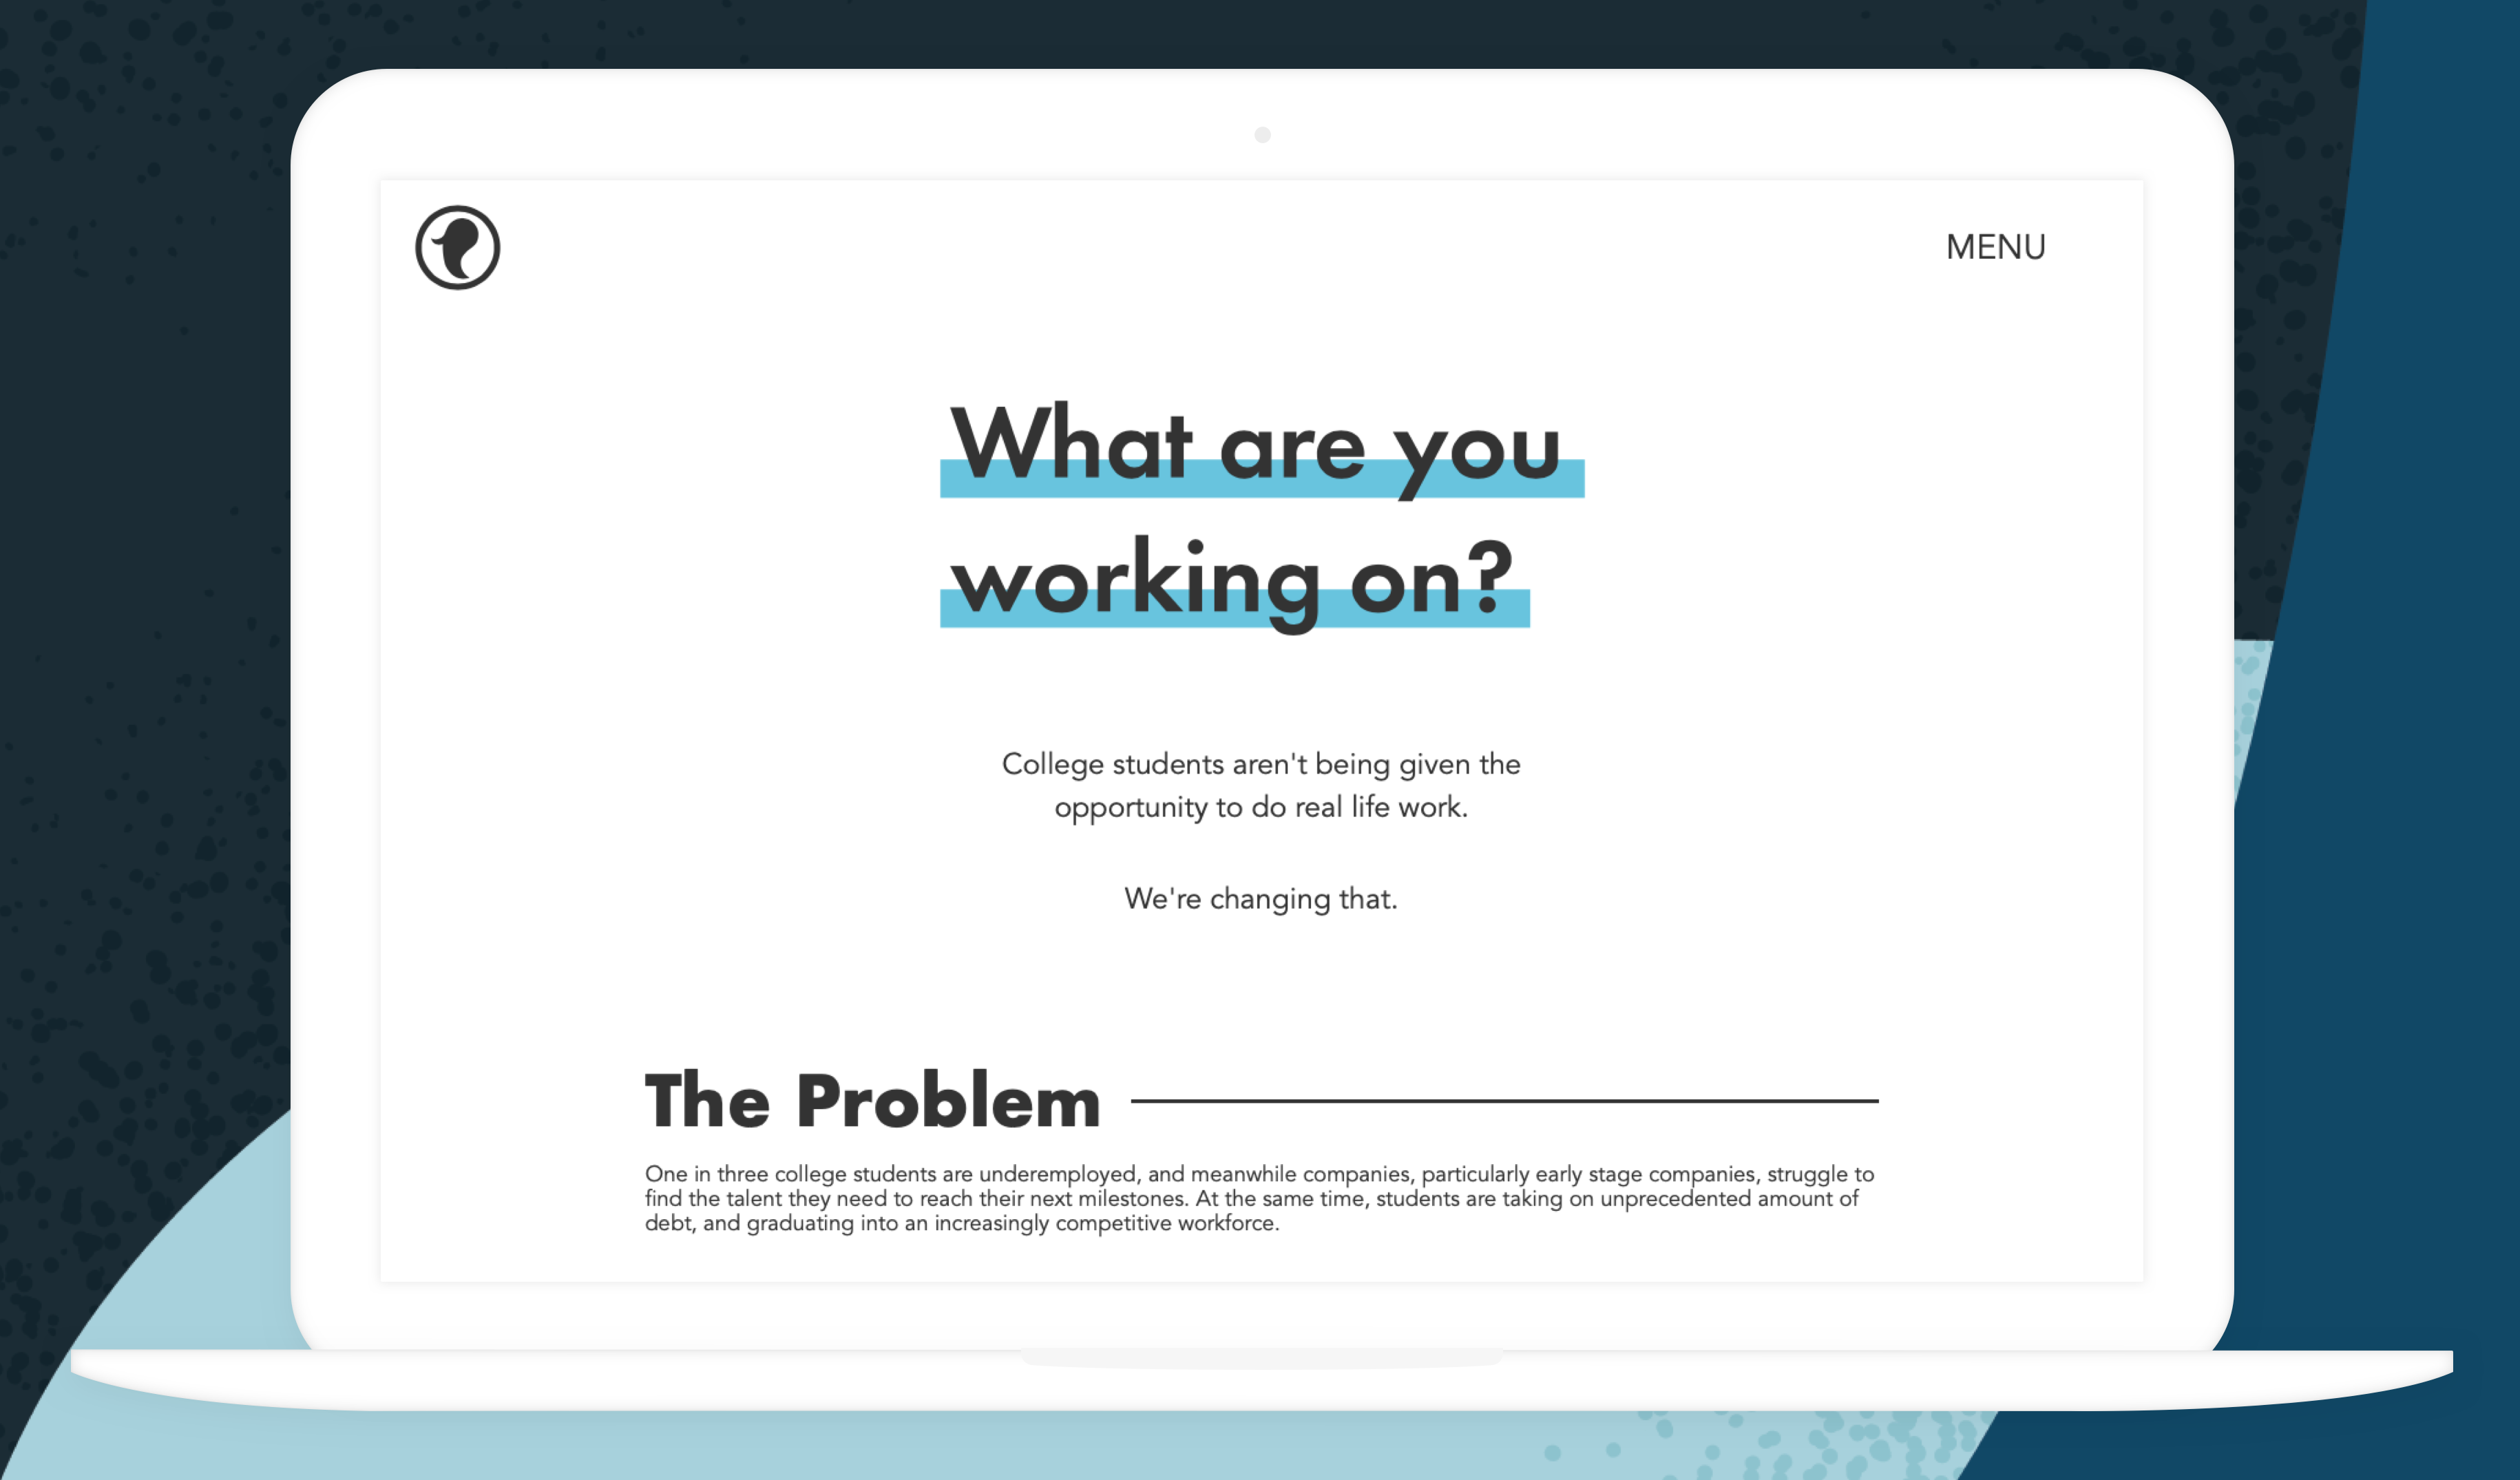 MENU
What are you
working on?
College students aren't being given the
opportunity to do real life work.
We're changing that.
The Problem
One in three college students are underemployed, and meanwhile companies, particularly early stage companies, struggle to
find the talent they need to reach their next milestones. At the same time, students are taking on unprecedented amount of
debt, and graduating into an increasingly competitive workforce.